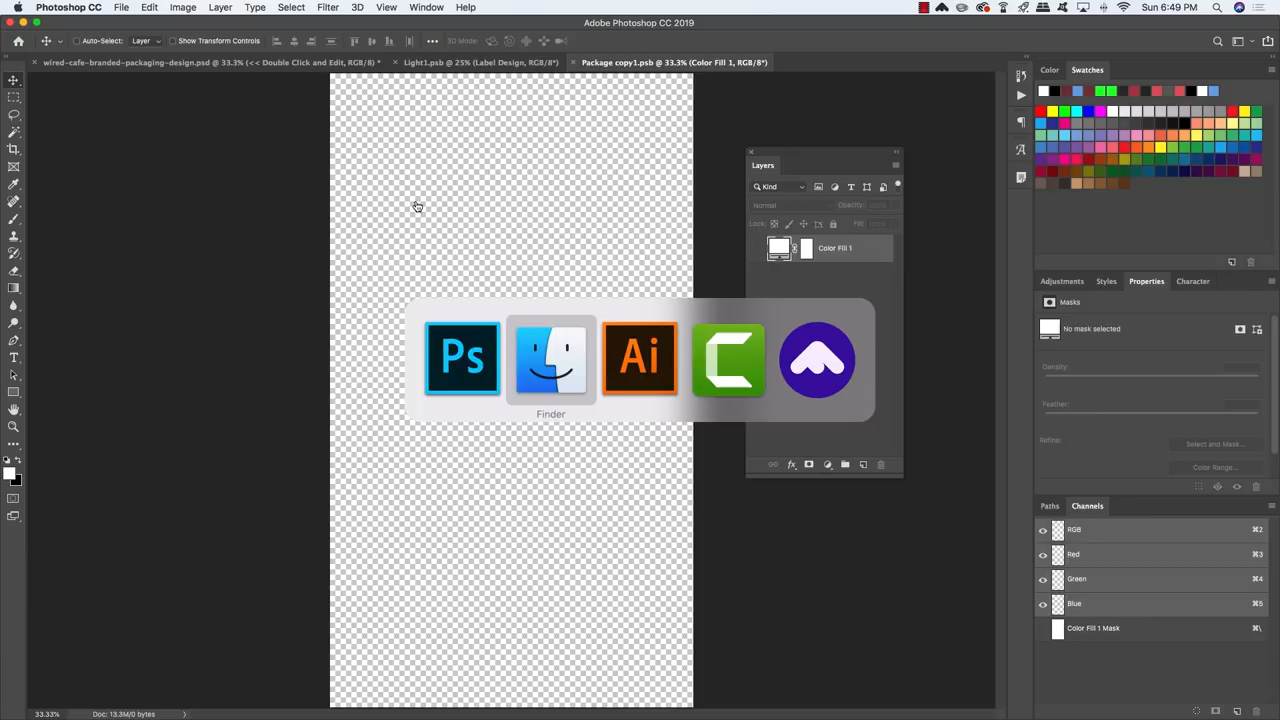 Photoshop CC File Edit Image Layer Type Select Filter 3D View Window Help Sun 6:49 PM
Adobe Photoshop CC 2019
Auto-Select: Layer Show Transform Controls 3D Mode:
wired-cafe-branded-packaging-design.psd @ 33.3% (<< Double Click and Edit, RGB/8) * Light1.psb @ 25% (Label Design, RGB/8*) Package copy1.psb @ 33.3% (Color Fill 1, RGB/8*)
Color Swatches
Layers
Kind
Normal Opacity:
Lock: Fill:
Color Fill 1
Adjustments Styles Properties Character
Masks
No mask selected
Density:
Feather:
Refine: Select and Mask...
Color Range...
Ps Ai
Finder
Paths Channels
RGB ⌘2
Red ⌘3
Green ⌘4
Blue ⌘5
Color Fill 1 Mask ⌘\
33.33% Doc: 13.3M/0 bytes